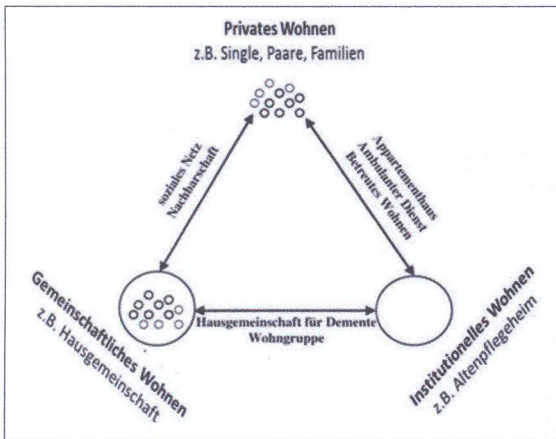 Privates Wohnen
z.B. Single, Paare, Familien
soziales Netz
Nachbarschaft
Appartementhaus
Ambulanter Dienst
Betreutes Wohnen
Gemeinschaftliches Wohnen
z.B. Hausgemeinschaft
Hausgemeinschaft für Demente
Wohngruppe
Institutionelles Wohnen
z.B. Altenpflegeheim